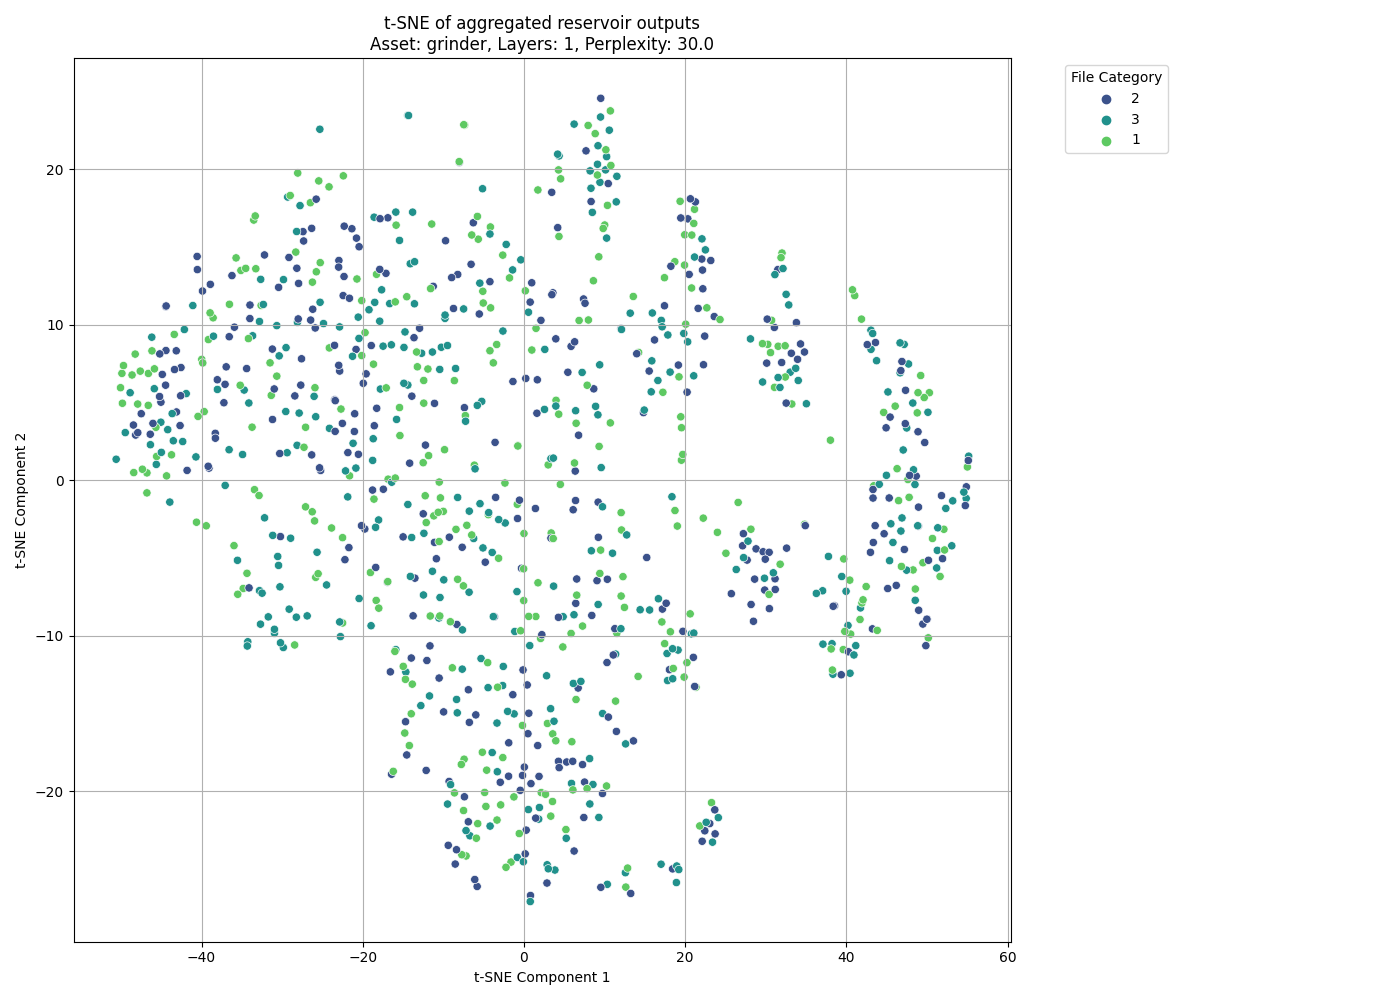 t-SNE of aggregated reservoir outputs
Asset: grinder, Layers: 1, Perplexity: 30.0
File Category
2
3
1
20
10
0
−10
−20
t-SNE Component 2
−40
−20
0
20
40
60
t-SNE Component 1